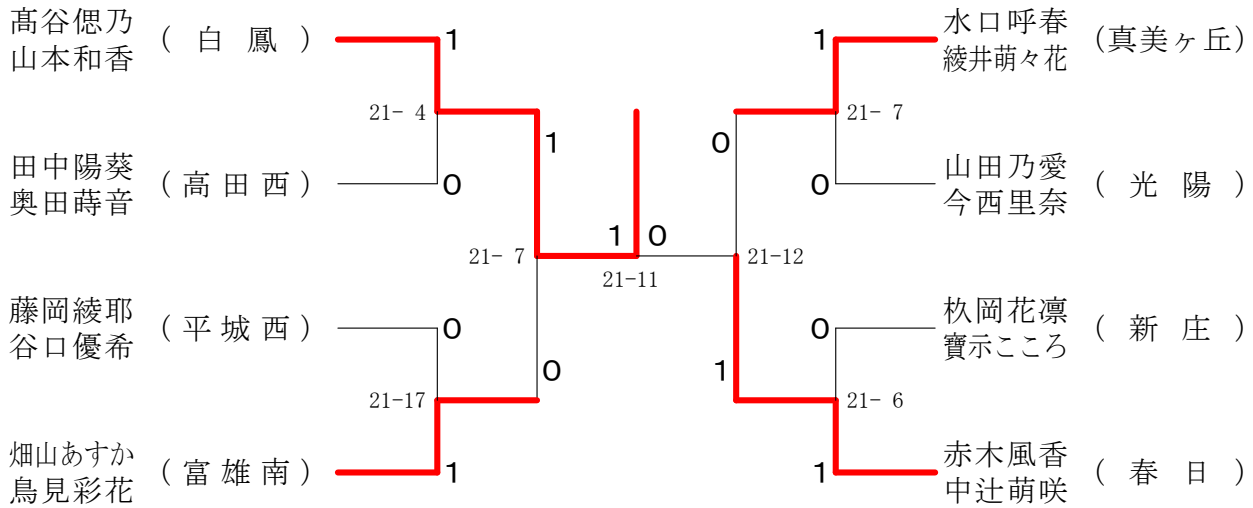 髙谷偲乃
山本和香
( 白 鳳 )
1
21- 4
田中陽葵
奥田蒔音
( 高 田 西 )
0
1
21- 7
藤岡綾耶
谷口優希
( 平 城 西 )
0
0
21-17
畑山あすか
鳥見彩花
( 富 雄 南 )
1
1 0
21-11
水口呼春
綾井萌々花
(真美ヶ丘)
1
21- 7
0
山田乃愛
今西里奈
( 光 陽 )
0
21-12
杦岡花凛
寶示こころ
( 新 庄 )
0
1
21- 6
赤木風香
中辻萌咲
( 春 日 )
1